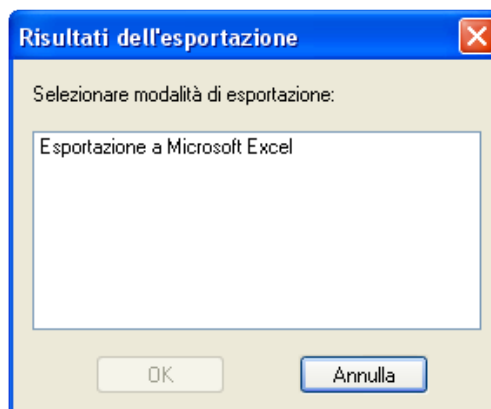 Risultati dell'esportazione
Selezionare modalità di esportazione:
Esportazione a Microsoft Excel
OK
Annulla